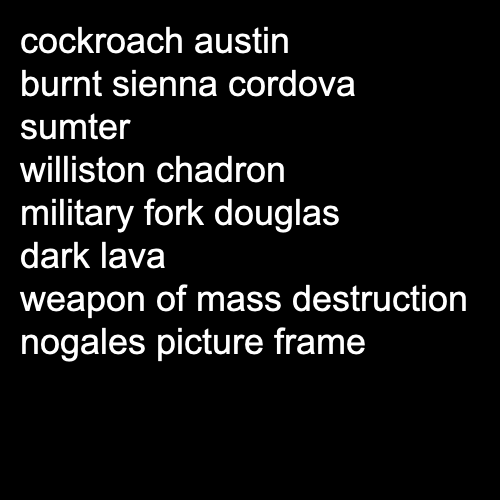 cockroach austin
burnt sienna cordova
sumter
williston chadron
military fork douglas
dark lava
weapon of mass destruction
nogales picture frame